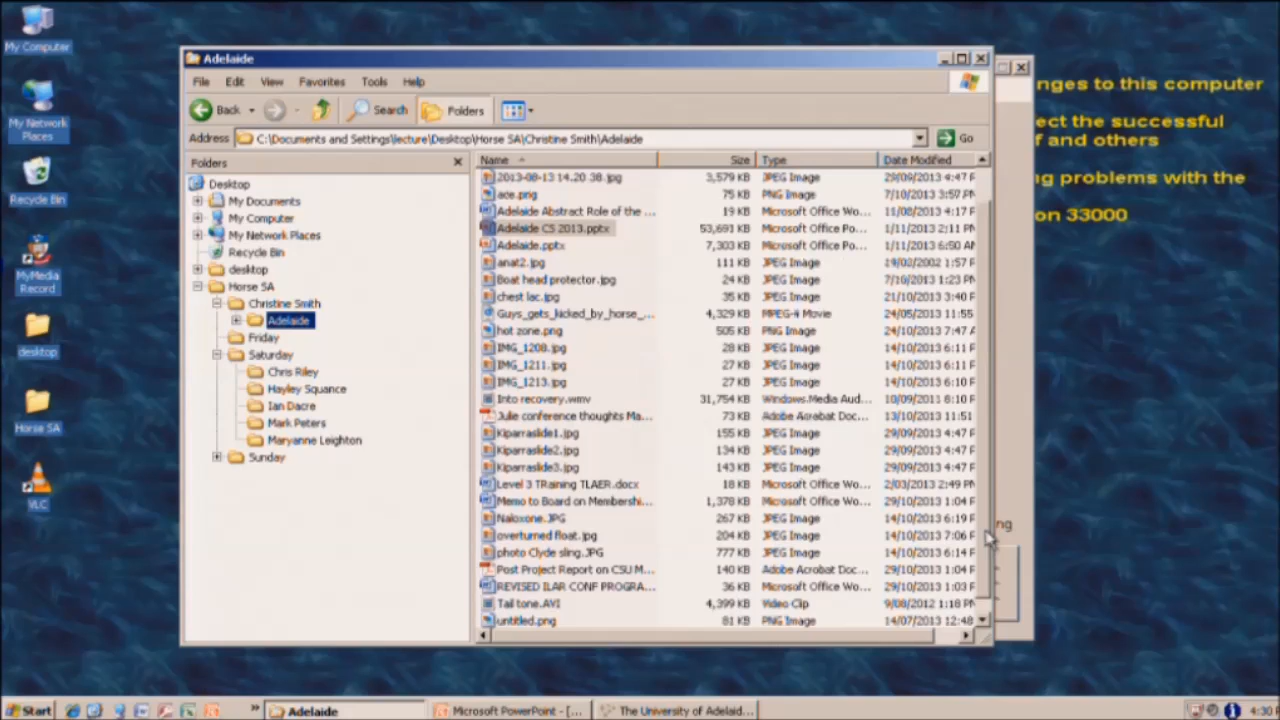 My Computer
My Network Places
Recycle Bin
MyMedia Record
desktop
Horse SA
VLC
nges to this computer
ect the successful
f and others
ng problems with the
on 33000
ng
Adelaide
File Edit View Favorites Tools Help
Back Search Folders
Address C:\Documents and Settings\lecture\Desktop\Horse SA\Christine Smith\Adelaide Go
Folders
Desktop
My Documents
My Computer
My Network Places
Recycle Bin
desktop
Horse SA
Christine Smith
Adelaide
Friday
Saturday
Chris Riley
Hayley Squance
Ian Dacre
Mark Peters
Maryanne Leighton
Sunday
Name Size Type Date Modified
2013-08-13 14.20 38.jpg 3,579 KB JPEG Image 29/09/2013 4:47 P
ace.png 75 KB PNG Image 7/10/2013 3:57 P
Adelaide Abstract Role of the ... 19 KB Microsoft Office Wo... 11/08/2013 4:17 P
Adelaide CS 2013.pptx 53,691 KB Microsoft Office Po... 1/11/2013 2:11 PM
Adelaide.pptx 7,303 KB Microsoft Office Po... 1/11/2013 6:50 AM
anat2.jpg 111 KB JPEG Image 19/02/2002 1:57 P
Boat head protector.jpg 24 KB JPEG Image 7/10/2013 1:23 P
chest lac.jpg 35 KB JPEG Image 21/10/2013 3:40 P
Guys_gets_kicked_by_horse_... 4,329 KB MPEG-4 Movie 24/05/2013 11:55
hot zone.png 505 KB PNG Image 24/10/2013 7:47 A
IMG_1208.jpg 28 KB JPEG Image 14/10/2013 6:11 P
IMG_1211.jpg 27 KB JPEG Image 14/10/2013 6:11 P
IMG_1213.jpg 27 KB JPEG Image 14/10/2013 6:10 P
Into recovery.wmv 31,754 KB Windows Media Aud... 10/09/2011 8:10 P
Julie conference thoughts Ma... 73 KB Adobe Acrobat Doc... 13/10/2013 11:51
Kiparraslide1.jpg 155 KB JPEG Image 29/09/2013 4:47 P
Kiparraslide2.jpg 134 KB JPEG Image 29/09/2013 4:47 P
Kiparraslide3.jpg 143 KB JPEG Image 29/09/2013 4:47 P
Level 3 TRaining TLAER.docx 18 KB Microsoft Office Wo... 2/03/2013 2:49 PM
Memo to Board on Membershi... 1,378 KB Microsoft Office Wo... 29/10/2013 1:04 P
Naloxone.JPG 267 KB JPEG Image 14/10/2013 6:19 P
overturned float.jpg 204 KB JPEG Image 14/10/2013 7:06 P
photo Clyde sling.JPG 777 KB JPEG Image 14/10/2013 6:14 P
Post Project Report on CSU M... 140 KB Adobe Acrobat Doc... 29/10/2013 1:04 P
REVISED ILAR CONF PROGRA... 36 KB Microsoft Office Wo... 29/10/2013 1:03 P
Tail tone.AVI 4,399 KB Video Clip 9/08/2012 1:18 PM
untitled.png 81 KB PNG Image 14/07/2013 12:48
Start » Adelaide Microsoft PowerPoint - [... The University of Adelaid... 4:30